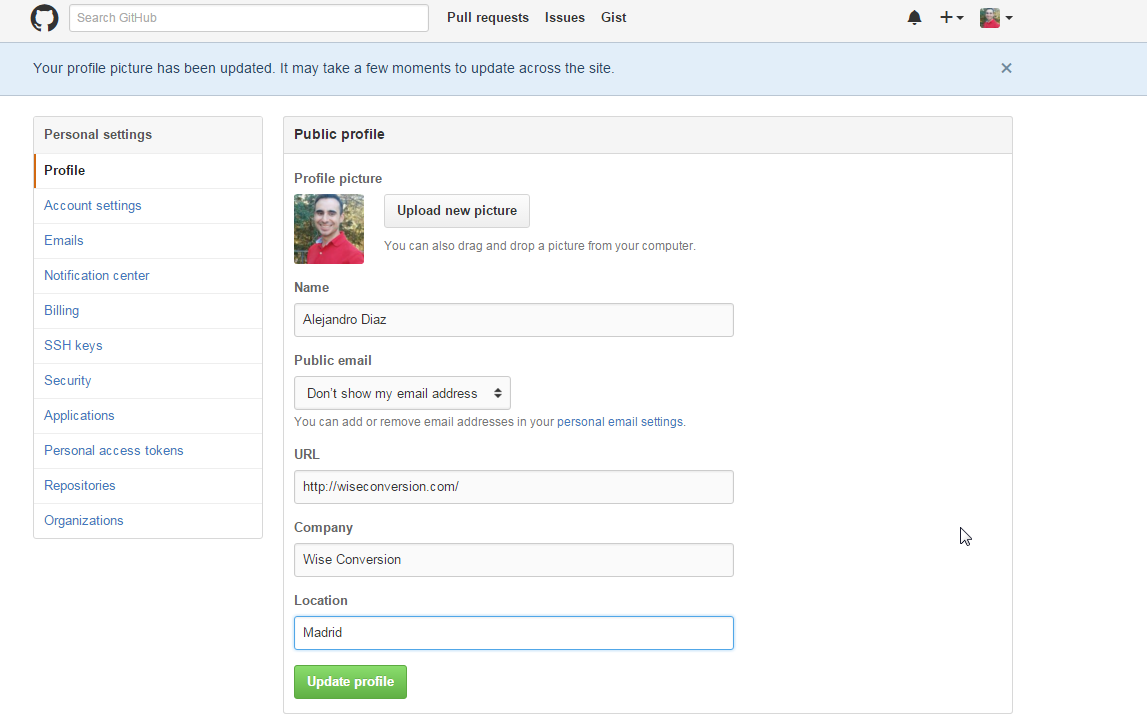 Search GitHub
Pull requests Issues Gist
Your profile picture has been updated. It may take a few moments to update across the site.
Personal settings
Profile
Account settings
Emails
Notification center
Billing
SSH keys
Security
Applications
Personal access tokens
Repositories
Organizations
Public profile
Profile picture
Upload new picture
You can also drag and drop a picture from your computer.
Name
Alejandro Diaz
Public email
Don't show my email address
You can add or remove email addresses in your personal email settings.
URL
http://wiseconversion.com/
Company
Wise Conversion
Location
Madrid
Update profile